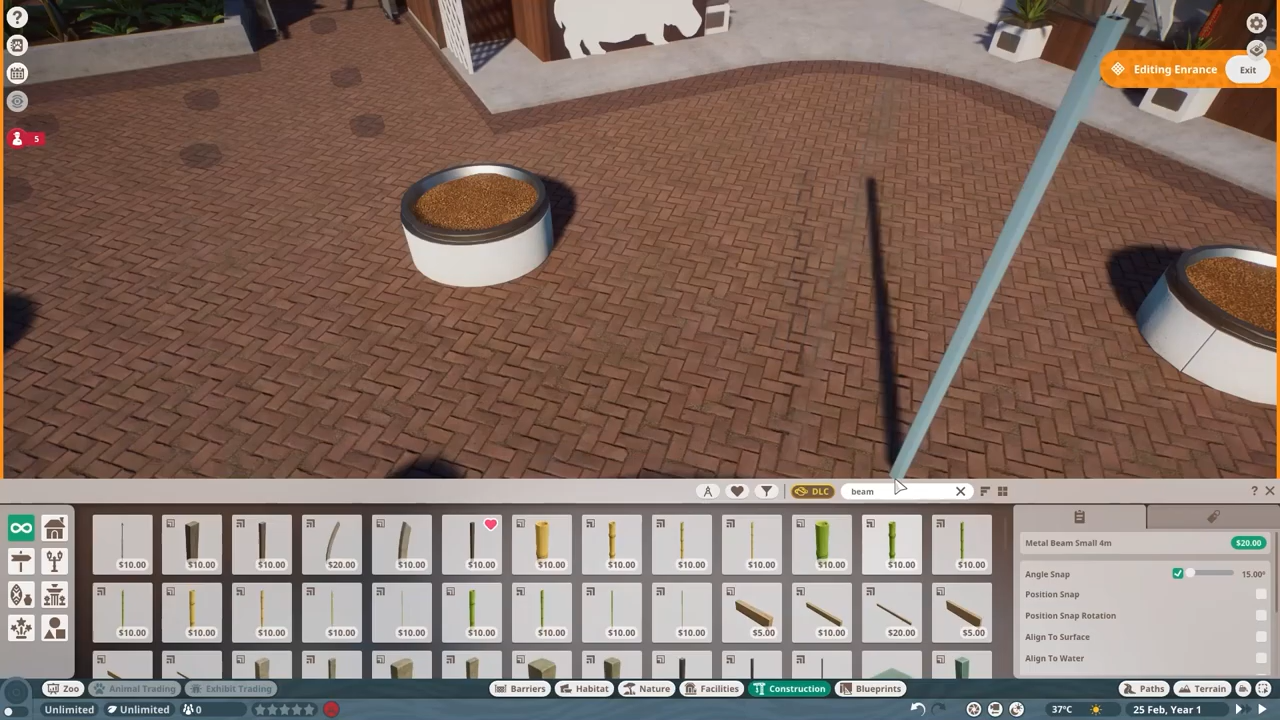 ?
Editing Enrance
Exit
5
DLC
beam
?
$10.00 $10.00 $10.00 $20.00 $10.00 $10.00 $10.00 $10.00 $10.00 $10.00 $10.00 $10.00 $10.00
$10.00 $10.00 $10.00 $10.00 $10.00 $10.00 $10.00 $10.00 $10.00 $5.00 $10.00 $20.00 $5.00
Metal Beam Small 4m $20.00
Angle Snap 15.00°
Position Snap
Position Snap Rotation
Align To Surface
Align To Water
Zoo Animal Trading Exhibit Trading Barriers Habitat Nature Facilities Construction Blueprints Paths Terrain
Unlimited Unlimited 0 37°C 25 Feb, Year 1